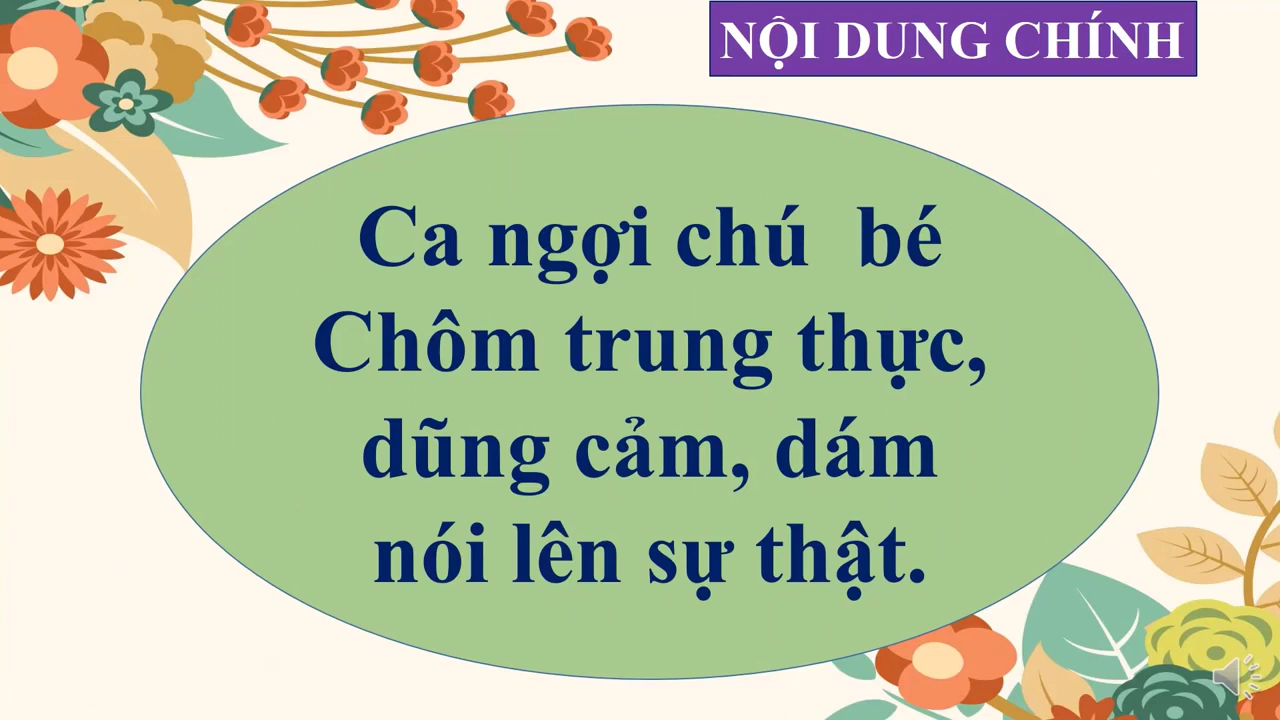 NỘI DUNG CHÍNH
Ca ngợi chú bé
Chôm trung thực,
dũng cảm, dám
nói lên sự thật.